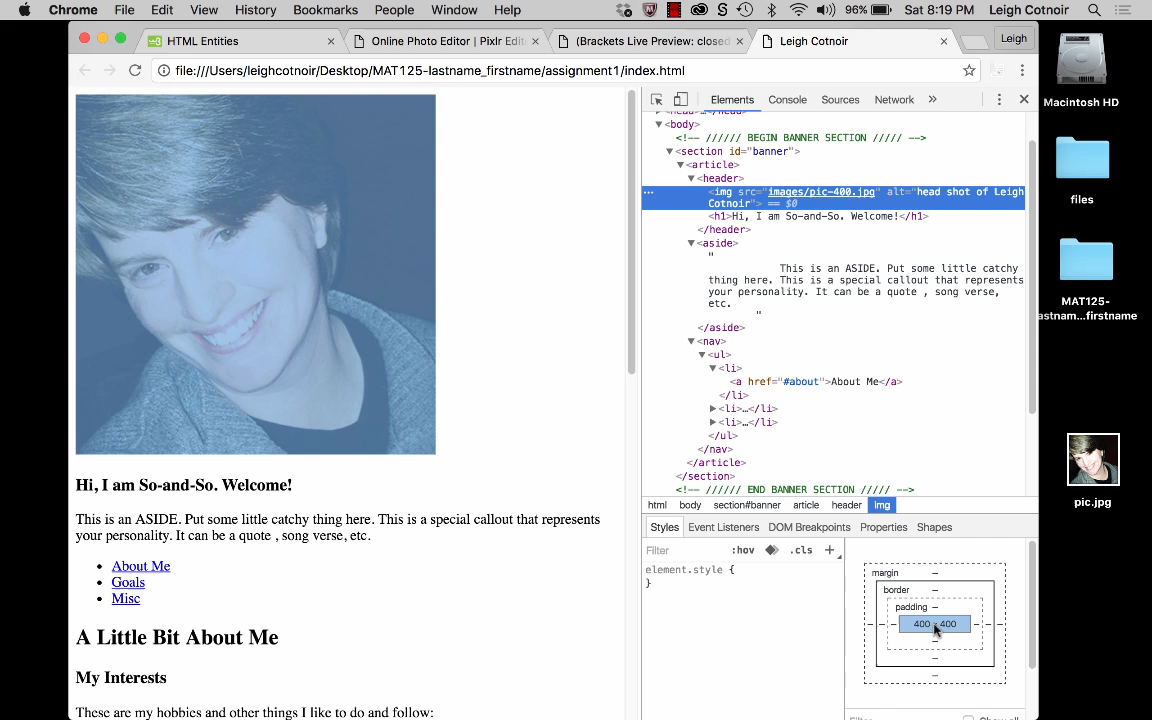 Chrome File Edit View History Bookmarks People Window Help 96% Sat 8:19 PM Leigh Cotnoir
HTML Entities × Online Photo Editor | Pixlr Edit × (Brackets Live Preview: closed × Leigh Cotnoir × Leigh
file:///Users/leighcotnoir/Desktop/MAT125-lastname_firstname/assignment1/index.html
Hi, I am So-and-So. Welcome!
This is an ASIDE. Put some little catchy thing here. This is a special callout that represents
your personality. It can be a quote , song verse, etc.
• About Me
• Goals
• Misc
A Little Bit About Me
My Interests
These are my hobbies and other things I like to do and follow:
Elements Console Sources Network »
▶<head>…</head>
▼<body>
<!-- ////// BEGIN BANNER SECTION ///// -->
▼<section id="banner">
▼<article>
▼<header>
<img src="images/pic-400.jpg" alt="head shot of Leigh
Cotnoir"> == $0
<h1>Hi, I am So-and-So. Welcome!</h1>
</header>
▼<aside>
"
This is an ASIDE. Put some little catchy
thing here. This is a special callout that represents
your personality. It can be a quote , song verse,
etc.
"
</aside>
▼<nav>
▼<ul>
▼<li>
<a href="#about">About Me</a>
</li>
▶<li>…</li>
▶<li>…</li>
</ul>
</nav>
</article>
</section>
<!-- ////// END BANNER SECTION ///// -->
html body section#banner article header img
Styles Event Listeners DOM Breakpoints Properties Shapes
Filter :hov .cls +
element.style {
}
margin –
border –
padding –
400 × 400
Filter Show all
Macintosh HD
files
MAT125-
lastnam...firstname
pic.jpg